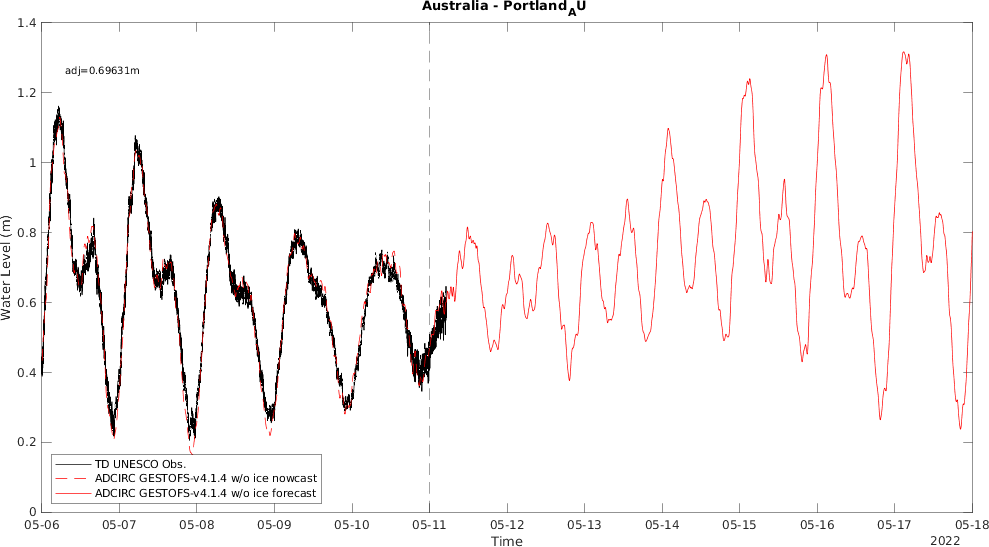 Australia - Portland_AU
1.4
adj=0.69631m
1.2
1
0.8
Water Level (m)
0.6
0.4
0.2
TD UNESCO Obs.
ADCIRC GESTOFS-v4.1.4 w/o ice nowcast
ADCIRC GESTOFS-v4.1.4 w/o ice forecast
0
05-06 05-07 05-08 05-09 05-10 05-11 05-12 05-13 05-14 05-15 05-16 05-17 05-18
Time
2022